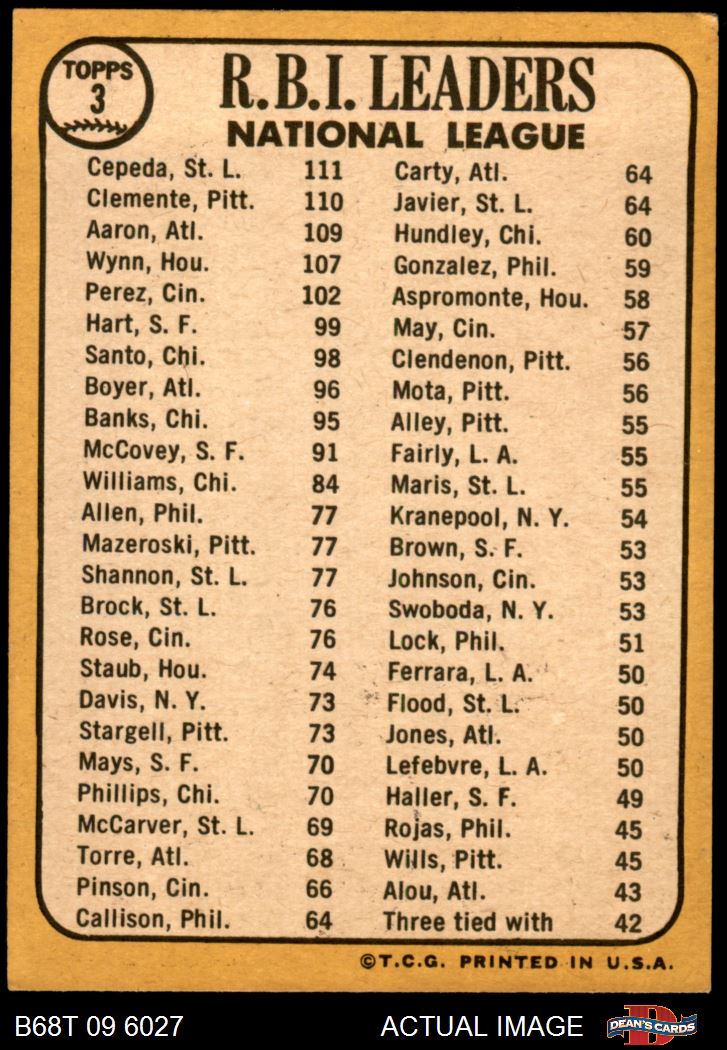 TOPPS
3
R.B.I. LEADERS
NATIONAL LEAGUE
Cepeda, St. L. 111
Clemente, Pitt. 110
Aaron, Atl. 109
Wynn, Hou. 107
Perez, Cin. 102
Hart, S. F. 99
Santo, Chi. 98
Boyer, Atl. 96
Banks, Chi. 95
McCovey, S. F. 91
Williams, Chi. 84
Allen, Phil. 77
Mazeroski, Pitt. 77
Shannon, St. L. 77
Brock, St. L. 76
Rose, Cin. 76
Staub, Hou. 74
Davis, N. Y. 73
Stargell, Pitt. 73
Mays, S. F. 70
Phillips, Chi. 70
McCarver, St. L. 69
Torre, Atl. 68
Pinson, Cin. 66
Callison, Phil. 64
Carty, Atl. 64
Javier, St. L. 64
Hundley, Chi. 60
Gonzalez, Phil. 59
Aspromonte, Hou. 58
May, Cin. 57
Clendenon, Pitt. 56
Mota, Pitt. 56
Alley, Pitt. 55
Fairly, L. A. 55
Maris, St. L. 55
Kranepool, N. Y. 54
Brown, S. F. 53
Johnson, Cin. 53
Swoboda, N. Y. 53
Lock, Phil. 51
Ferrara, L. A. 50
Flood, St. L. 50
Jones, Atl. 50
Lefebvre, L. A. 50
Haller, S. F. 49
Rojas, Phil. 45
Wills, Pitt. 45
Alou, Atl. 43
Three tied with 42
©T.C.G. PRINTED IN U.S.A.
B68T 09 6027 ACTUAL IMAGE
D
DEAN'S CARDS